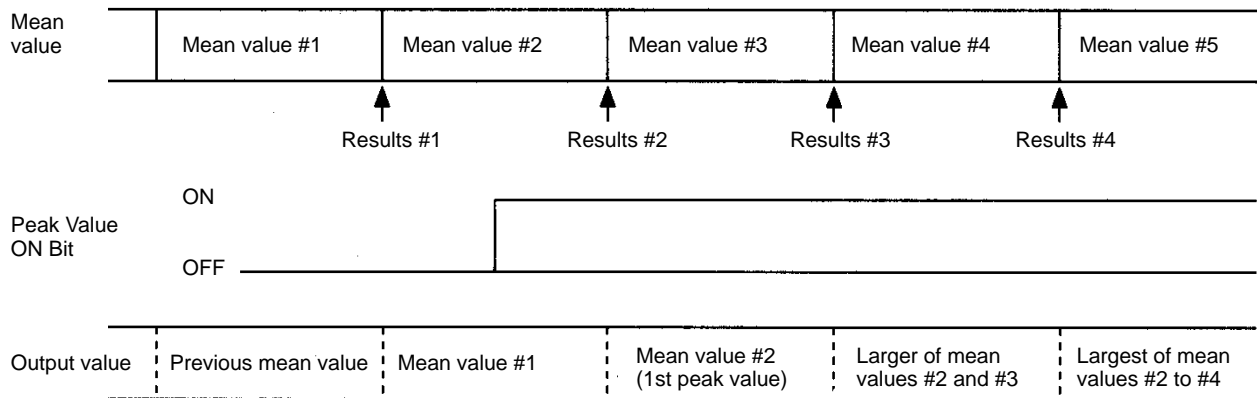 Mean
value
Mean value #1
Mean value #2
Mean value #3
Mean value #4
Mean value #5
Results #1
Results #2
Results #3
Results #4
Peak Value
ON Bit
ON
OFF
Output value
Previous mean value
Mean value #1
Mean value #2
(1st peak value)
Larger of mean
values #2 and #3
Largest of mean
values #2 to #4